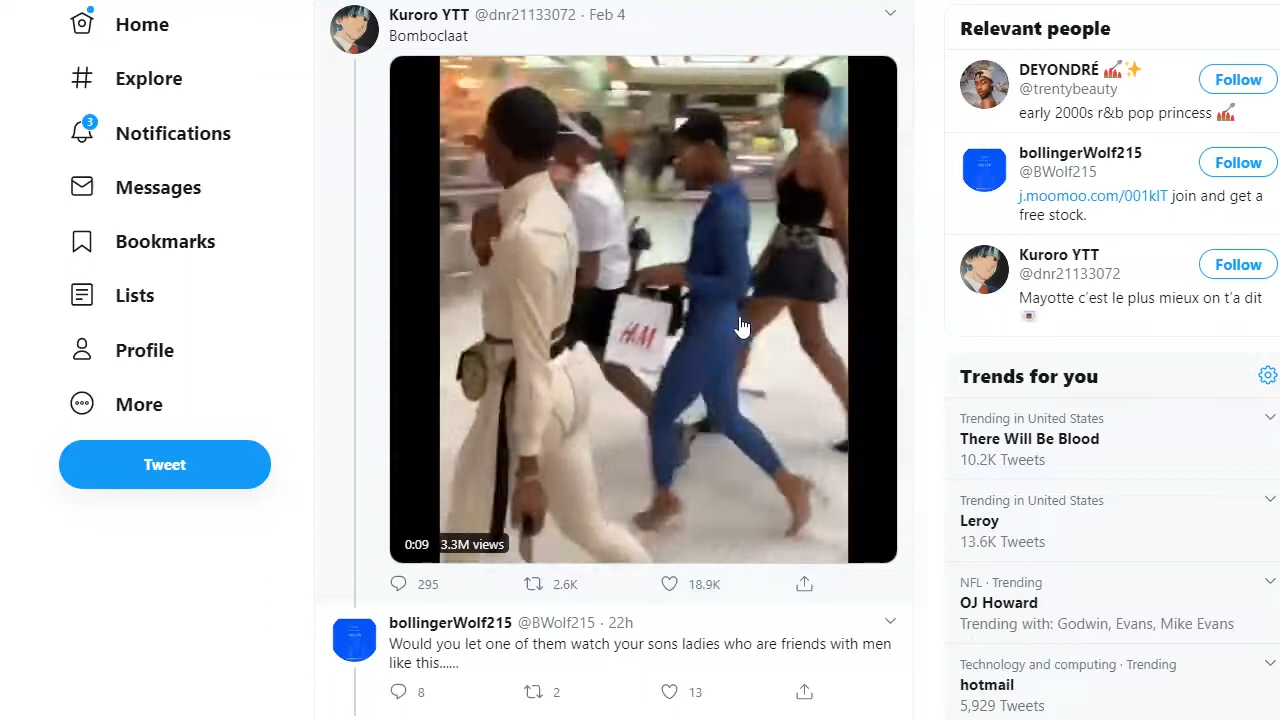 Home
Explore
3
Notifications
Messages
Bookmarks
Lists
Profile
More
Tweet
Kuroro YTT @dnr21133072 · Feb 4
Bomboclaat
H&M
0:09 3.3M views
295 2.6K 18.9K
bollingerWolf215 @BWolf215 · 22h
Would you let one of them watch your sons ladies who are friends with men
like this......
8 2 13
Relevant people
DEYONDRÉ
@trentybeauty
Follow
early 2000s r&b pop princess
bollingerWolf215
@BWolf215
Follow
j.moomoo.com/001kIT join and get a
free stock.
Kuroro YTT
@dnr21133072
Follow
Mayotte c’est le plus mieux on t’a dit
Trends for you
Trending in United States
There Will Be Blood
10.2K Tweets
Trending in United States
Leroy
13.6K Tweets
NFL · Trending
OJ Howard
Trending with: Godwin, Evans, Mike Evans
Technology and computing · Trending
hotmail
5,929 Tweets